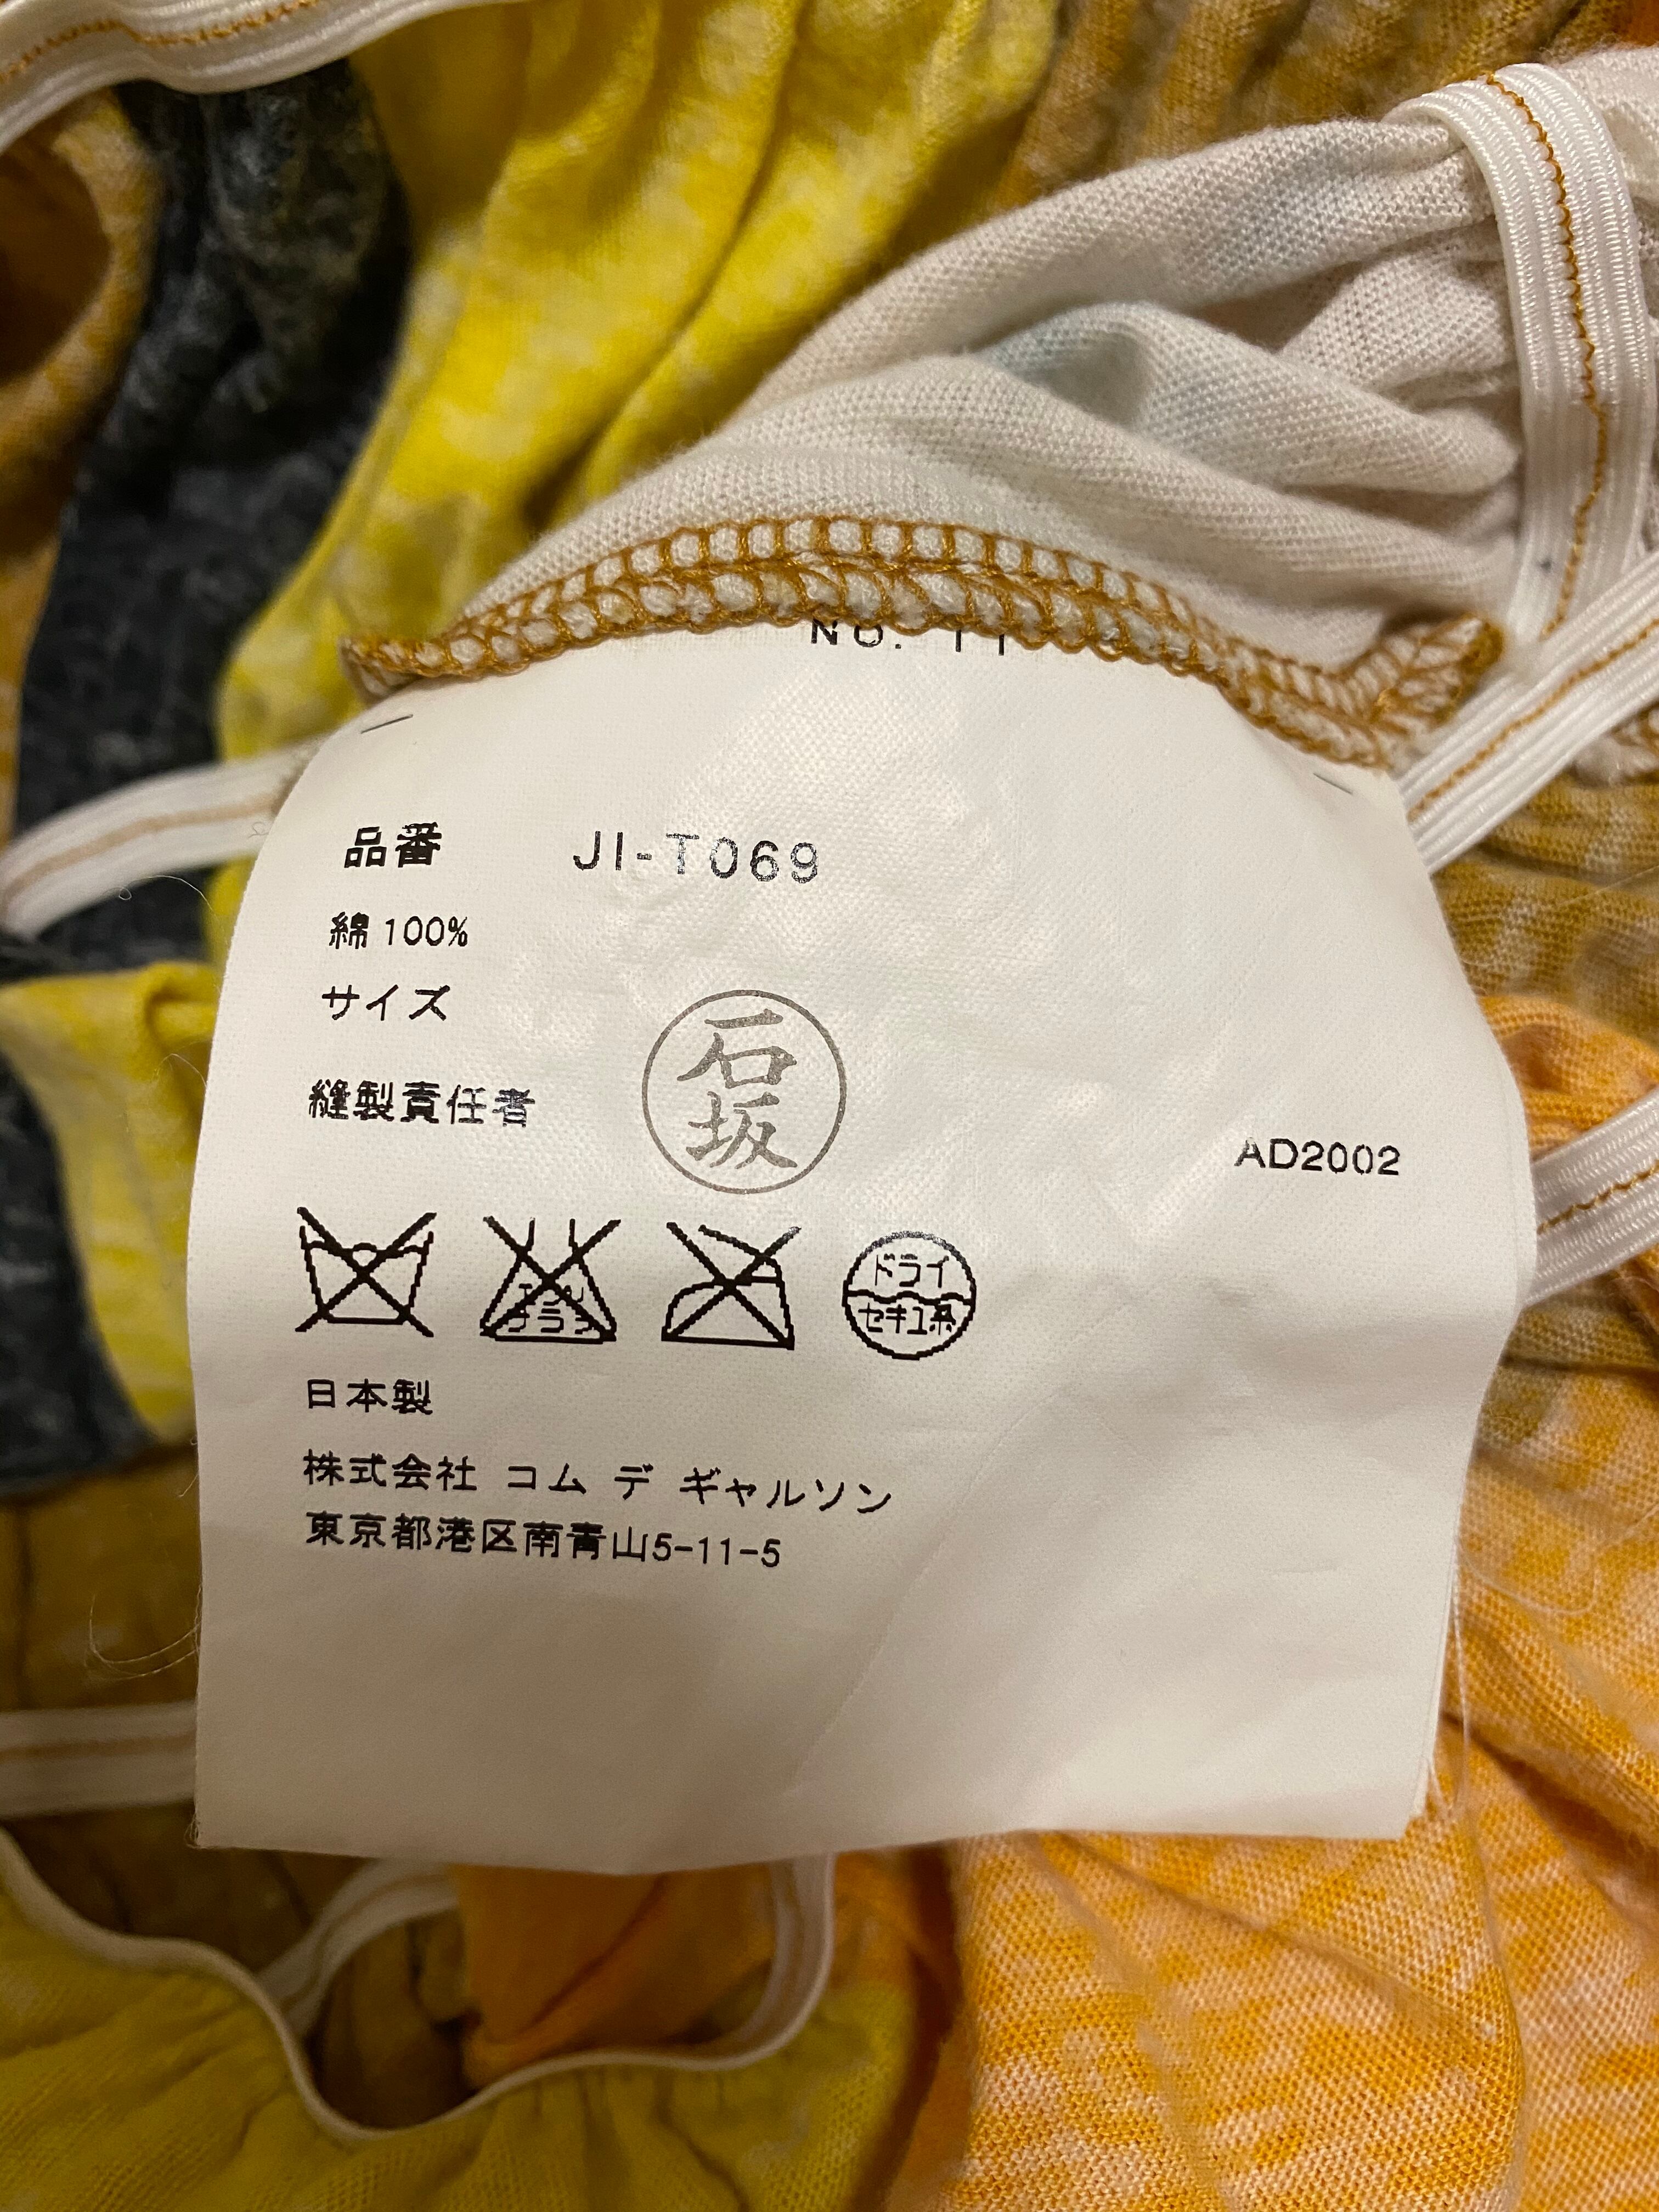 NO. 11
品番 JI-T069
綿 100%
サイズ
縫製責任者 石坂
AD2002
ドライ
セキユ系
日本製
株式会社 コム デ ギャルソン
東京都港区南青山5-11-5